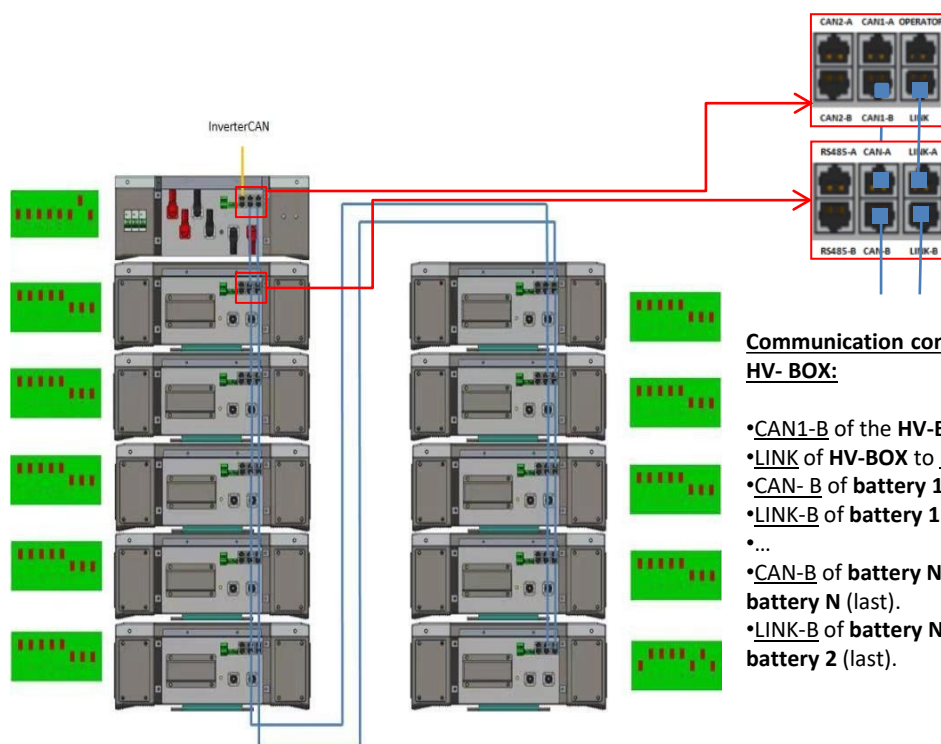 CAN2-A CAN1-A OPERATOR
CAN2-B CAN1-B LINK
InverterCAN
RS485-A CAN-A LINK-A
RS485-B CAN-B LINK-B
Communication con
HV- BOX:
•CAN1-B of the HV-B
•LINK of HV-BOX to
•CAN- B of battery 1
•LINK-B of battery 1
•...
•CAN-B of battery N
battery N (last).
•LINK-B of battery N
battery 2 (last).